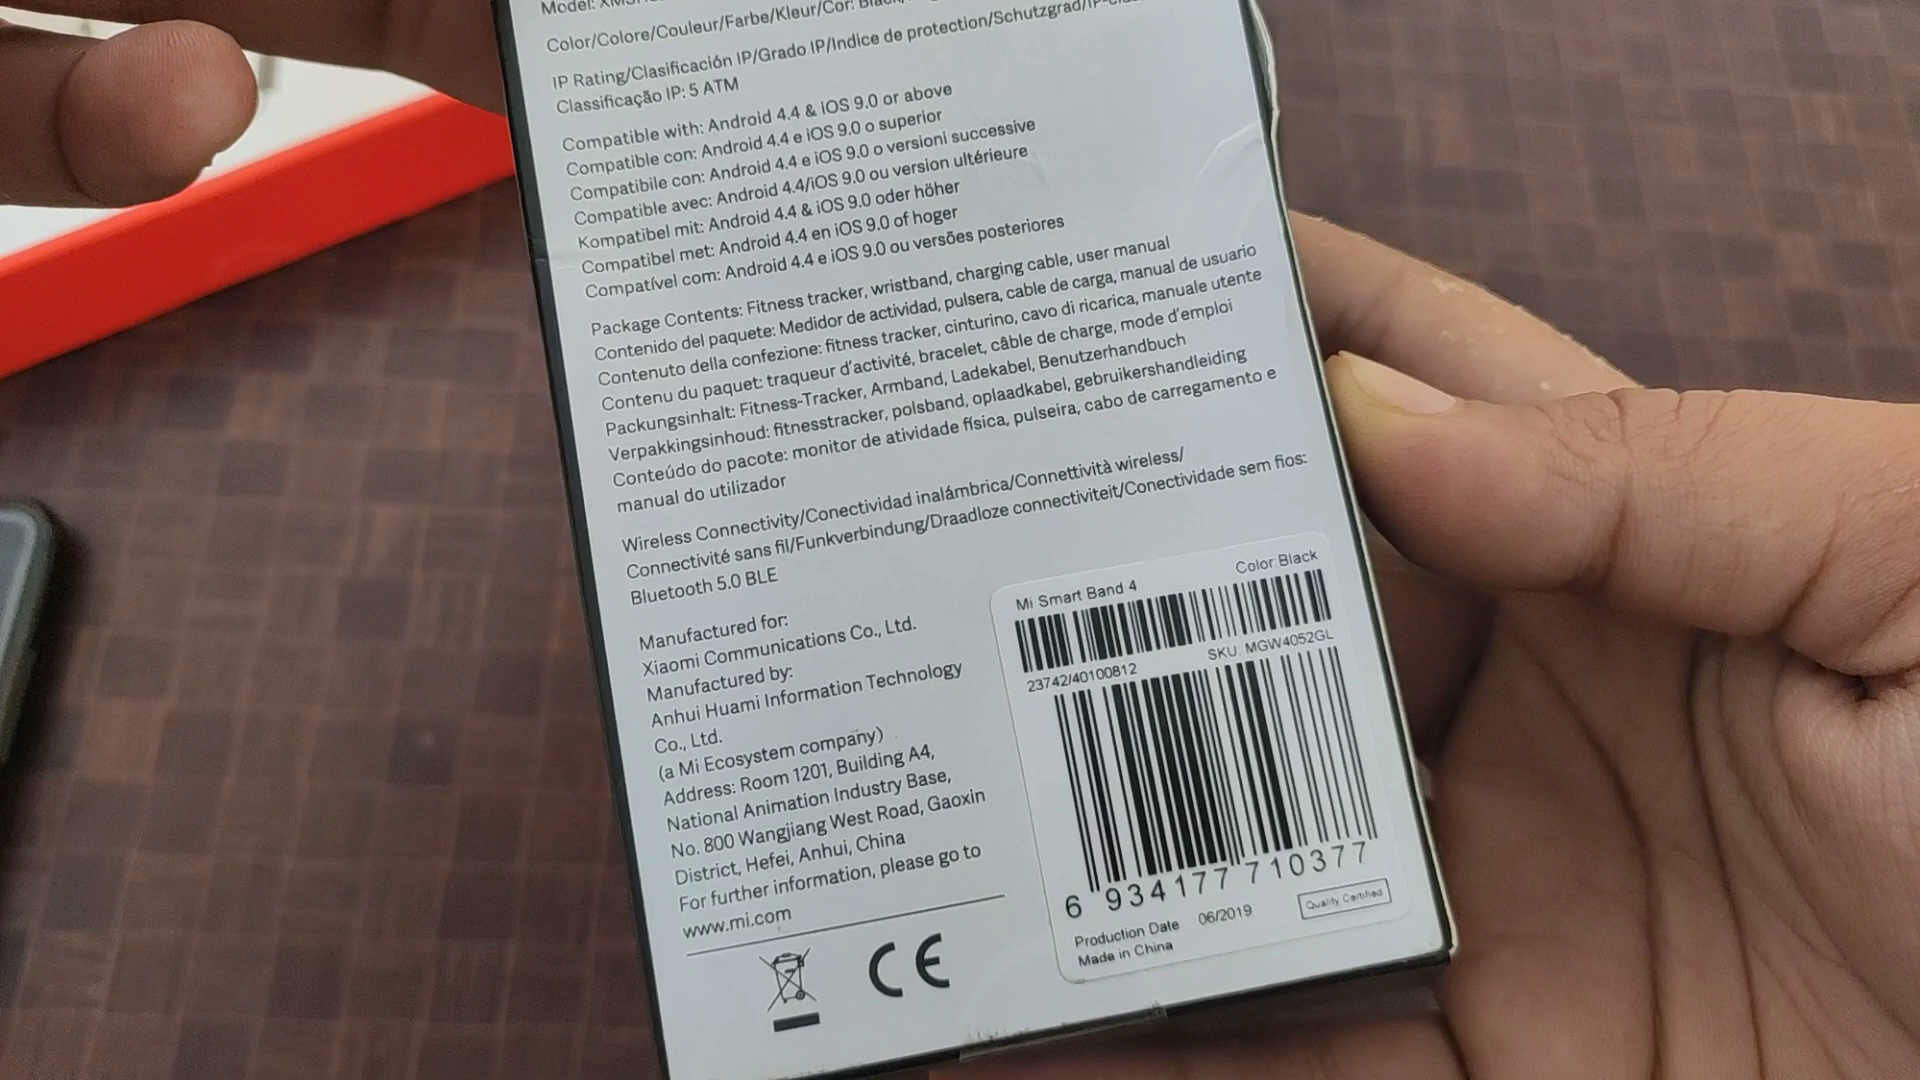 Model:
Color/Colore/Couleur/Farbe/Kleur/Cor: Black
IP Rating/Clasificación IP/Grado IP/Indice de protection/Schutzgrad/IP-
Classificação IP: 5 ATM
Compatible with: Android 4.4 & iOS 9.0 or above
Compatible con: Android 4.4 e iOS 9.0 o superior
Compatibile con: Android 4.4 e iOS 9.0 o versioni successive
Compatible avec: Android 4.4/iOS 9.0 ou version ultérieure
Kompatibel mit: Android 4.4 & iOS 9.0 oder höher
Compatibel met: Android 4.4 en iOS 9.0 of hoger
Compatível com: Android 4.4 e iOS 9.0 ou versões posteriores
Package Contents: Fitness tracker, wristband, charging cable, user manual
Contenido del paquete: Medidor de actividad, pulsera, cable de carga, manual de usuario
Contenuto della confezione: fitness tracker, cinturino, cavo di ricarica, manuale utente
Contenu du paquet: traqueur d'activité, bracelet, câble de charge, mode d'emploi
Packungsinhalt: Fitness-Tracker, Armband, Ladekabel, Benutzerhandbuch
Verpakkingsinhoud: fitnesstracker, polsband, oplaadkabel, gebruikershandleiding
Conteúdo do pacote: monitor de atividade física, pulseira, cabo de carregamento e
manual do utilizador
Wireless Connectivity/Conectividad inalámbrica/Connettività wireless/
Connectivité sans fil/Funkverbindung/Draadloze connectiviteit/Conectividade sem fios:
Bluetooth 5.0 BLE
Manufactured for:
Xiaomi Communications Co., Ltd.
Manufactured by:
Anhui Huami Information Technology
Co., Ltd.
(a Mi Ecosystem company)
Address: Room 1201, Building A4,
National Animation Industry Base,
No. 800 Wangjiang West Road, Gaoxin
District, Hefei, Anhui, China
For further information, please go to
www.mi.com
CE
Mi Smart Band 4 Color:Black
23742/40100812 SKU: MGW4052GL
6 934177 710377
Production Date 06/2019
Made in China
Quality Certified